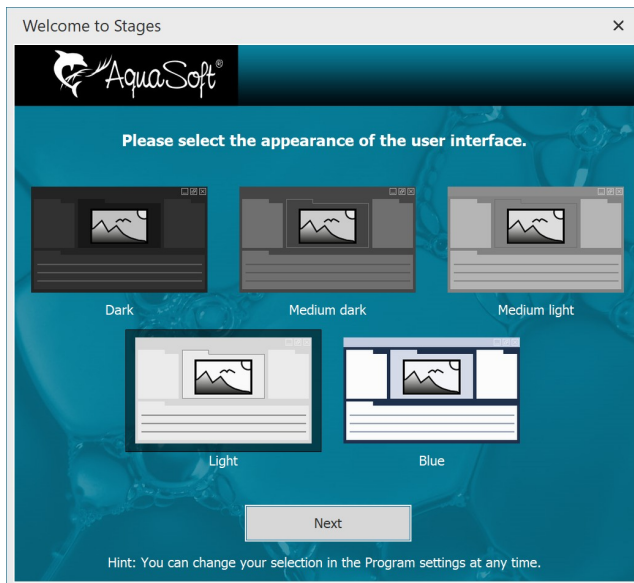 Welcome to Stages
AquaSoft®
Please select the appearance of the user interface.
Dark
Medium dark
Medium light
Light
Blue
Next
Hint: You can change your selection in the Program settings at any time.